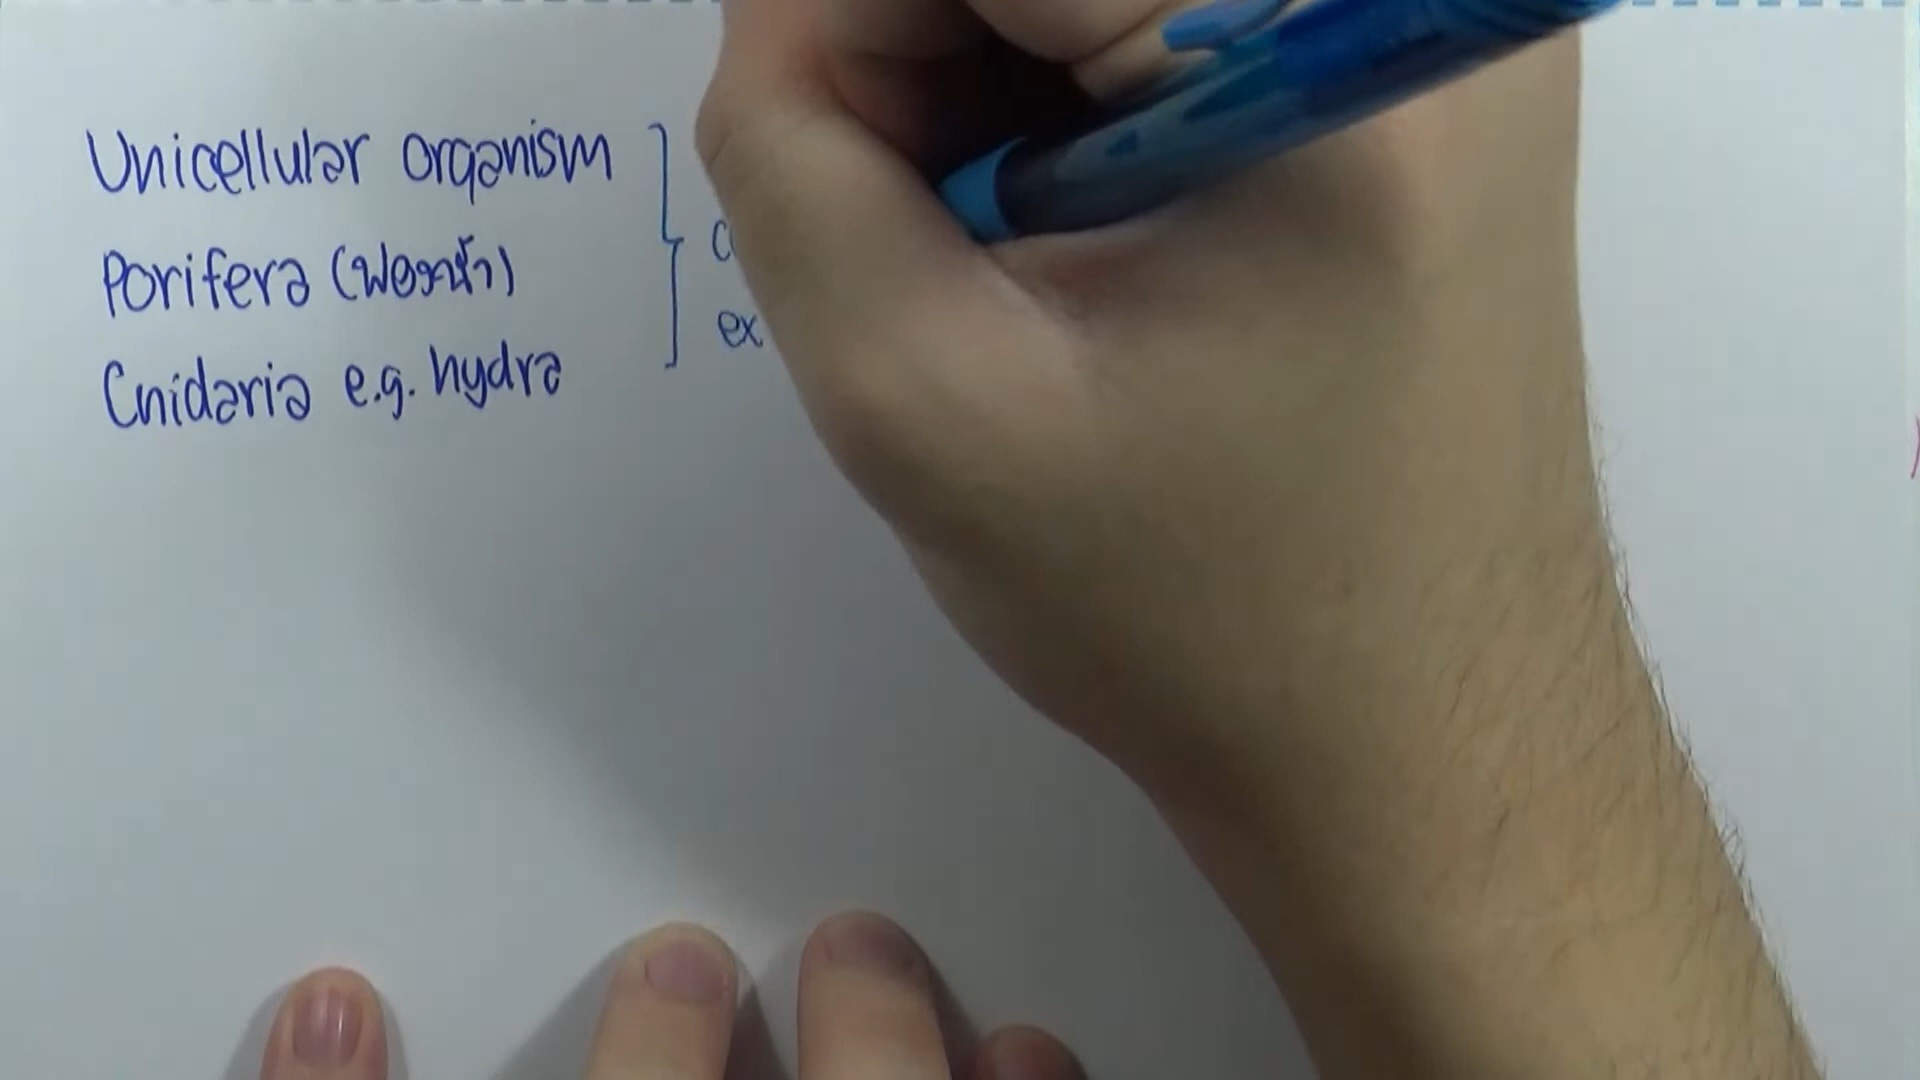 Unicellular organism
Porifera (ฟองน้ำ)
Cnidaria e.g. hydra
ex